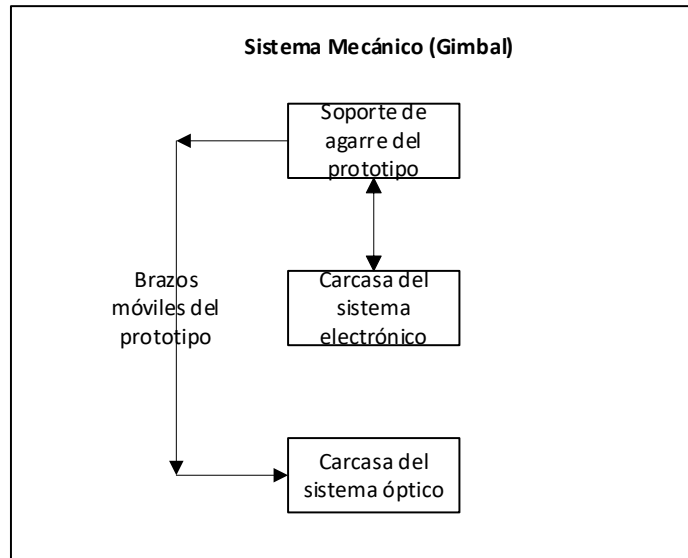 Sistema Mecánico (Gimbal)
Soporte de
agarre del
prototipo
Brazos
móviles del
prototipo
Carcasa del
sistema
electrónico
Carcasa del
sistema óptico